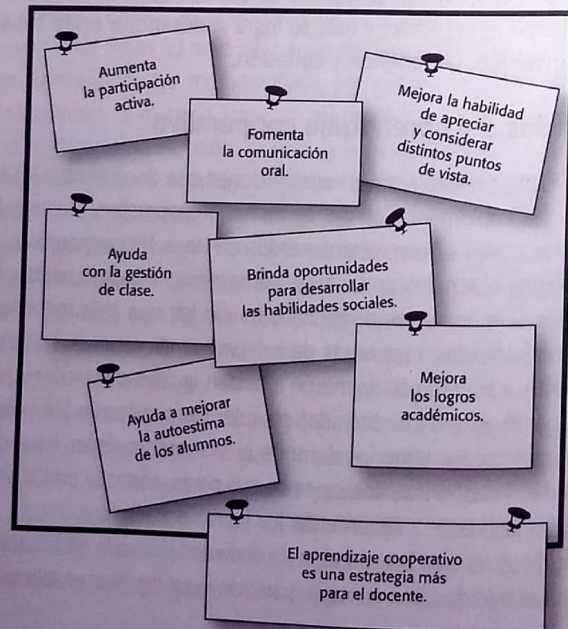 Aumenta
la participación
activa.
Fomenta
la comunicación
oral.
Mejora la habilidad
de apreciar
y considerar
distintos puntos
de vista.
Ayuda
con la gestión
de clase.
Brinda oportunidades
para desarrollar
las habilidades sociales.
Ayuda a mejorar
la autoestima
de los alumnos.
Mejora
los logros
académicos.
El aprendizaje cooperativo
es una estrategia más
para el docente.